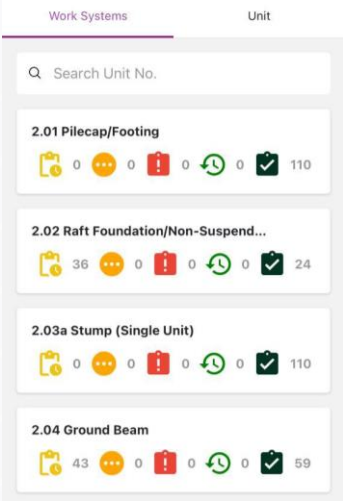 Work Systems Unit
Search Unit No.
2.01 Pilecap/Footing
0 0 0 0 110
2.02 Raft Foundation/Non-Suspend...
36 0 0 0 24
2.03a Stump (Single Unit)
0 0 0 0 110
2.04 Ground Beam
43 0 0 0 59